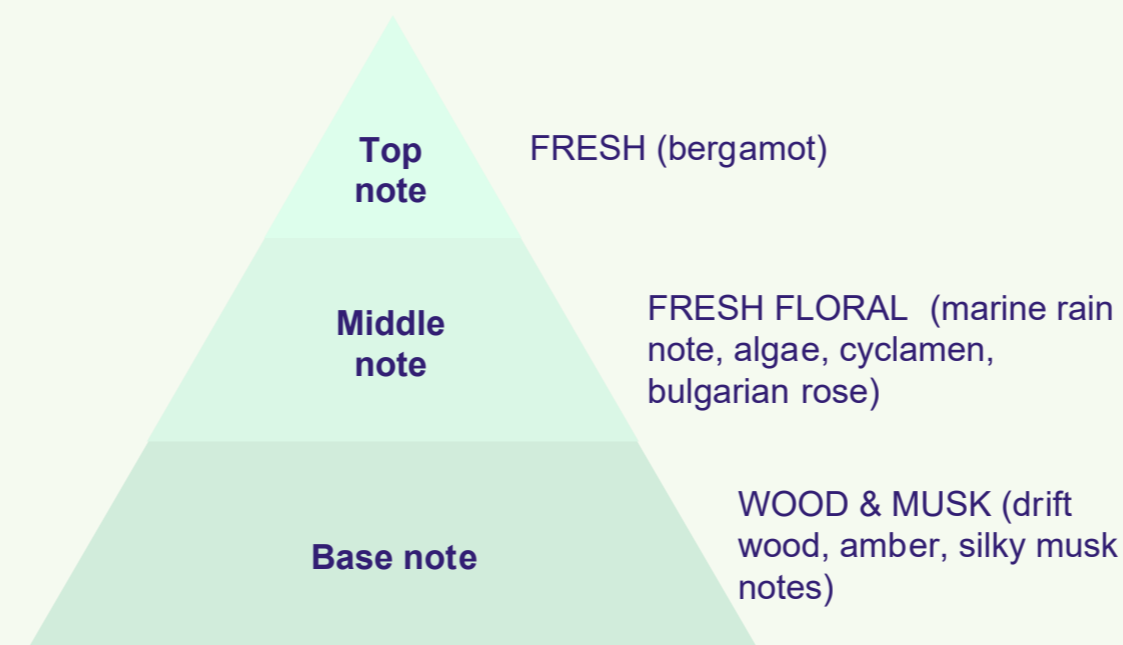 Top
note
FRESH (bergamot)
Middle
note
FRESH FLORAL  (marine rain
note, algae, cyclamen,
bulgarian rose)
Base note
WOOD & MUSK (drift
wood, amber, silky musk
notes)